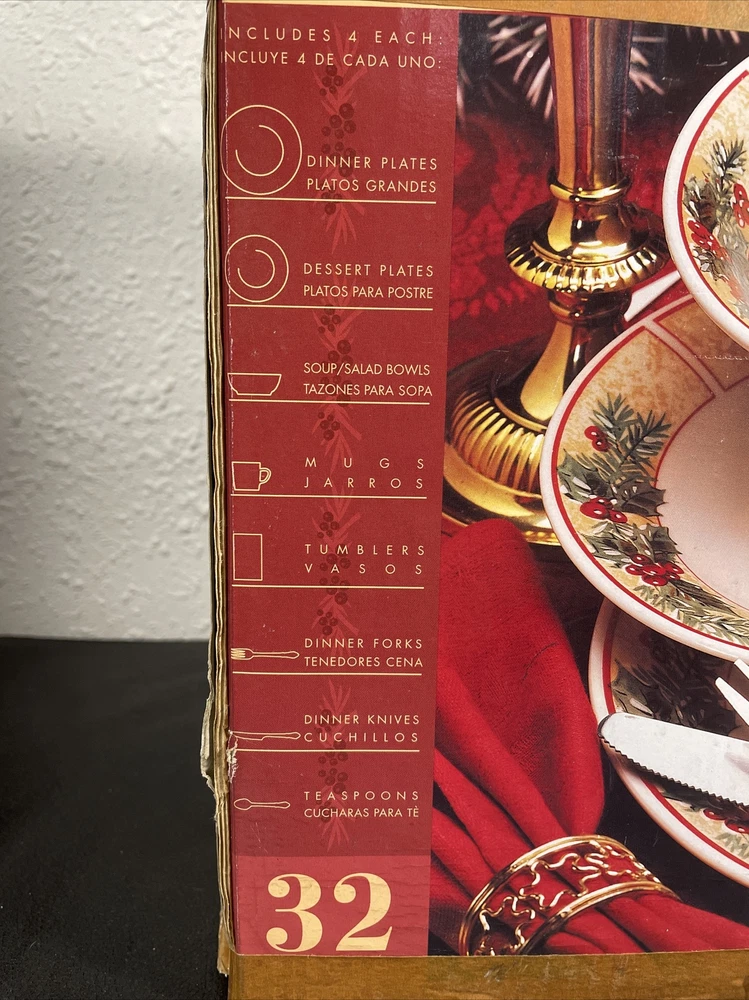 INCLUDES 4 EACH:
INCLUYE 4 DE CADA UNO:
DINNER PLATES
PLATOS GRANDES
DESSERT PLATES
PLATOS PARA POSTRE
SOUP/SALAD BOWLS
TAZONES PARA SOPA
MUGS
JARROS
TUMBLERS
VASOS
DINNER FORKS
TENEDORES CENA
DINNER KNIVES
CUCHILLOS
TEASPOONS
CUCHARAS PARA TÈ
32